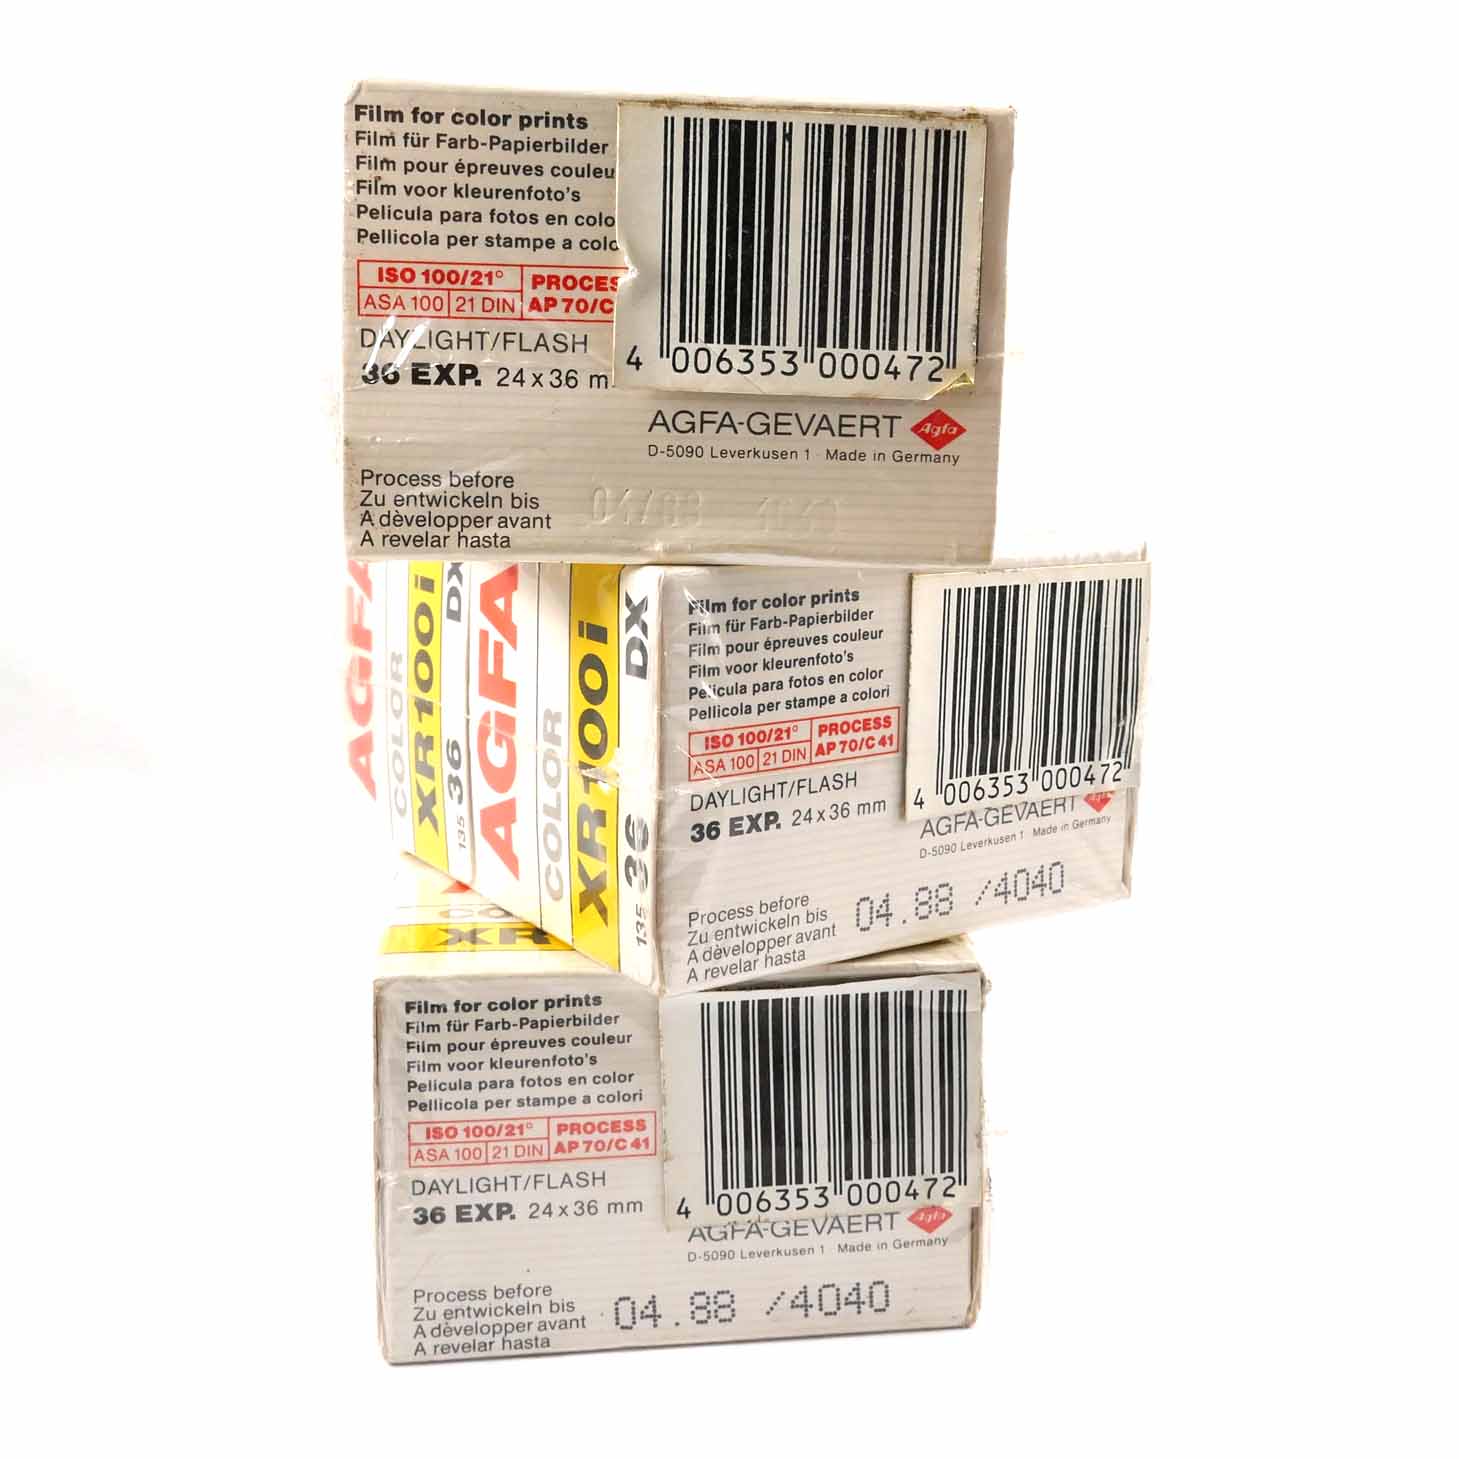 Film for color prints
Film für Farb-Papierbilder
Film pour épreuves couleu
Film voor kleurenfoto's
Pelicula para fotos en colo
Pellicola per stampe a colo
ISO 100/21° PROCES
ASA 100 21 DIN AP 70/C
DAYLIGHT/FLASH
36 EXP. 24 x 36 m
4 006353 000472
AGFA-GEVAERT Agfa
D-5090 Leverkusen 1 · Made in Germany
Process before
Zu entwickeln bis
A dèvelopper avant
A revelar hasta
AGFA
COLOR
XR100i
DX
135 36
AGFA
COLOR
XR100i
DX
135 36
Film for color prints
Film für Farb-Papierbilder
Film pour épreuves couleur
Film voor kleurenfoto's
Pelicula para fotos en color
Pellicola per stampe a colori
ISO 100/21° PROCESS
ASA 100 21 DIN AP 70/C 41
DAYLIGHT/FLASH
36 EXP. 24 x 36 mm
4 006353 000472
AGFA-GEVAERT
D-5090 Leverkusen 1 · Made in Germany
Process before
Zu entwickeln bis
A dèvelopper avant
A revelar hasta
04.88 /4040
CO
XR
Film for color prints
Film für Farb-Papierbilder
Film pour épreuves couleur
Film voor kleurenfoto's
Pelicula para fotos en color
Pellicola per stampe a colori
ISO 100/21° PROCESS
ASA 100 21 DIN AP 70/C 41
DAYLIGHT/FLASH
36 EXP. 24 x 36 mm
4 006353 000472
AGFA-GEVAERT Agfa
D-5090 Leverkusen 1 · Made in Germany
Process before
Zu entwickeln bis
A dèvelopper avant
A revelar hasta
04.88 /4040